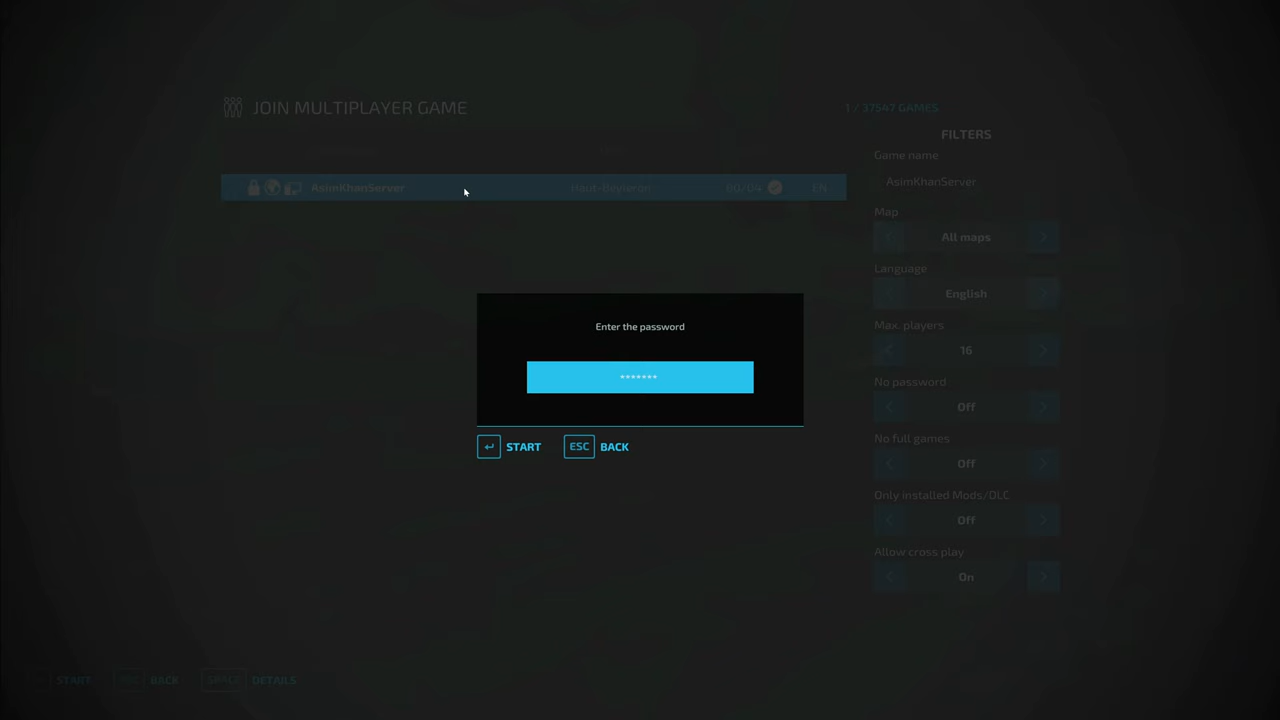 JOIN MULTIPLAYER GAME
1 / 37547 GAMES
FILTERS
Game name
AsimKhanServer
AsimKhanServer Haut-Beyleron 00/04 EN
Map
All maps
Language
English
Enter the password
*******
Max. players
16
No password
Off
START ESC BACK
No full games
Off
Only installed Mods/DLC
Off
Allow cross play
On
START BACK SPACE DETAILS